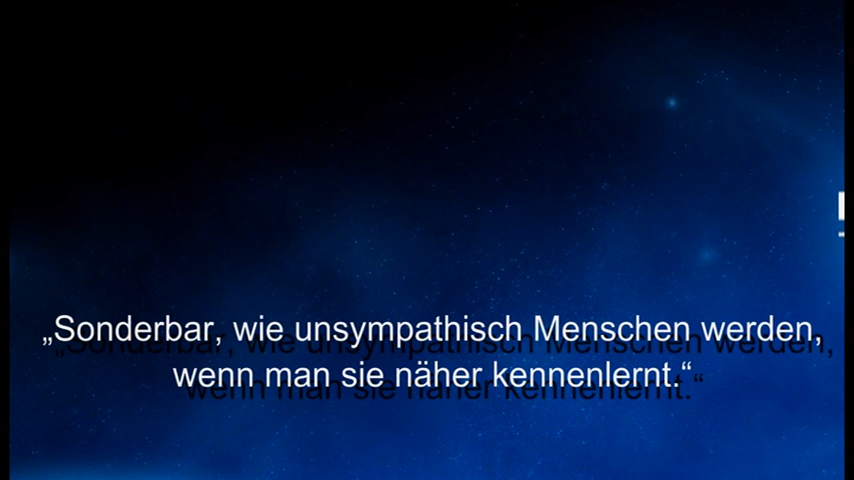 „Sonderbar, wie unsympathisch Menschen werden,
wenn man sie näher kennenlernt.“